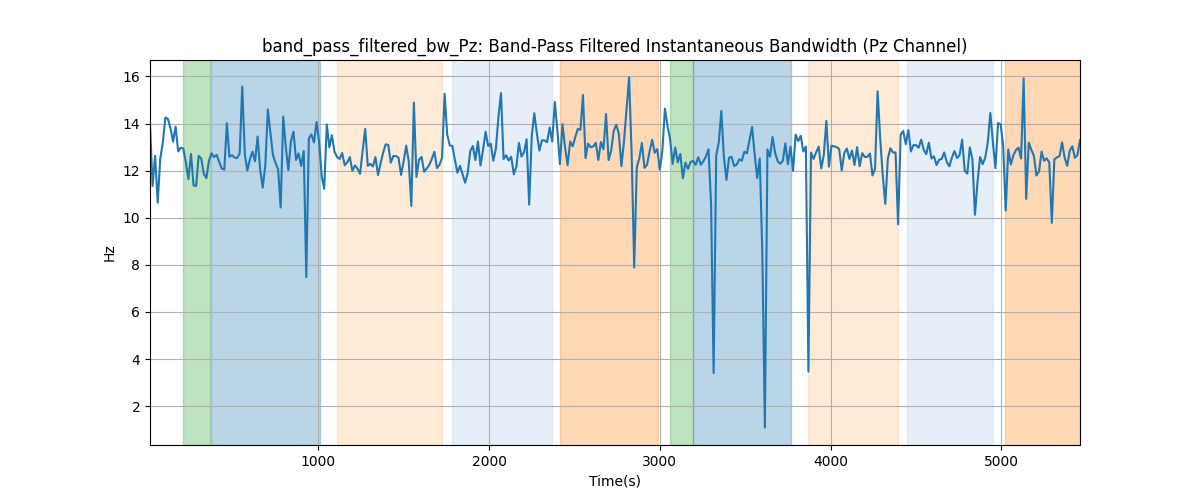 band_pass_filtered_bw_Pz: Band-Pass Filtered Instantaneous Bandwidth (Pz Channel)
16
14
12
10
8
6
4
2
Hz
1000 2000 3000 4000 5000
Time(s)